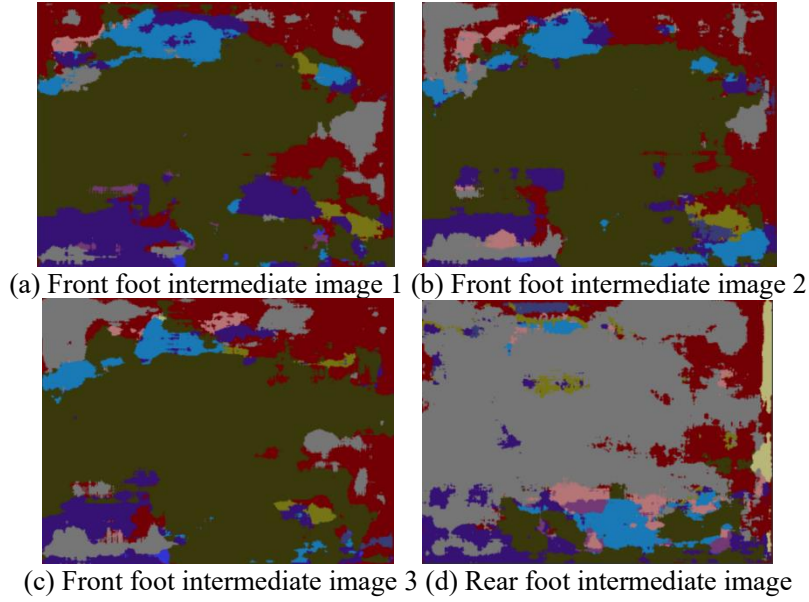 (a) Front foot intermediate image 1 (b) Front foot intermediate image 2
(c) Front foot intermediate image 3 (d) Rear foot intermediate image